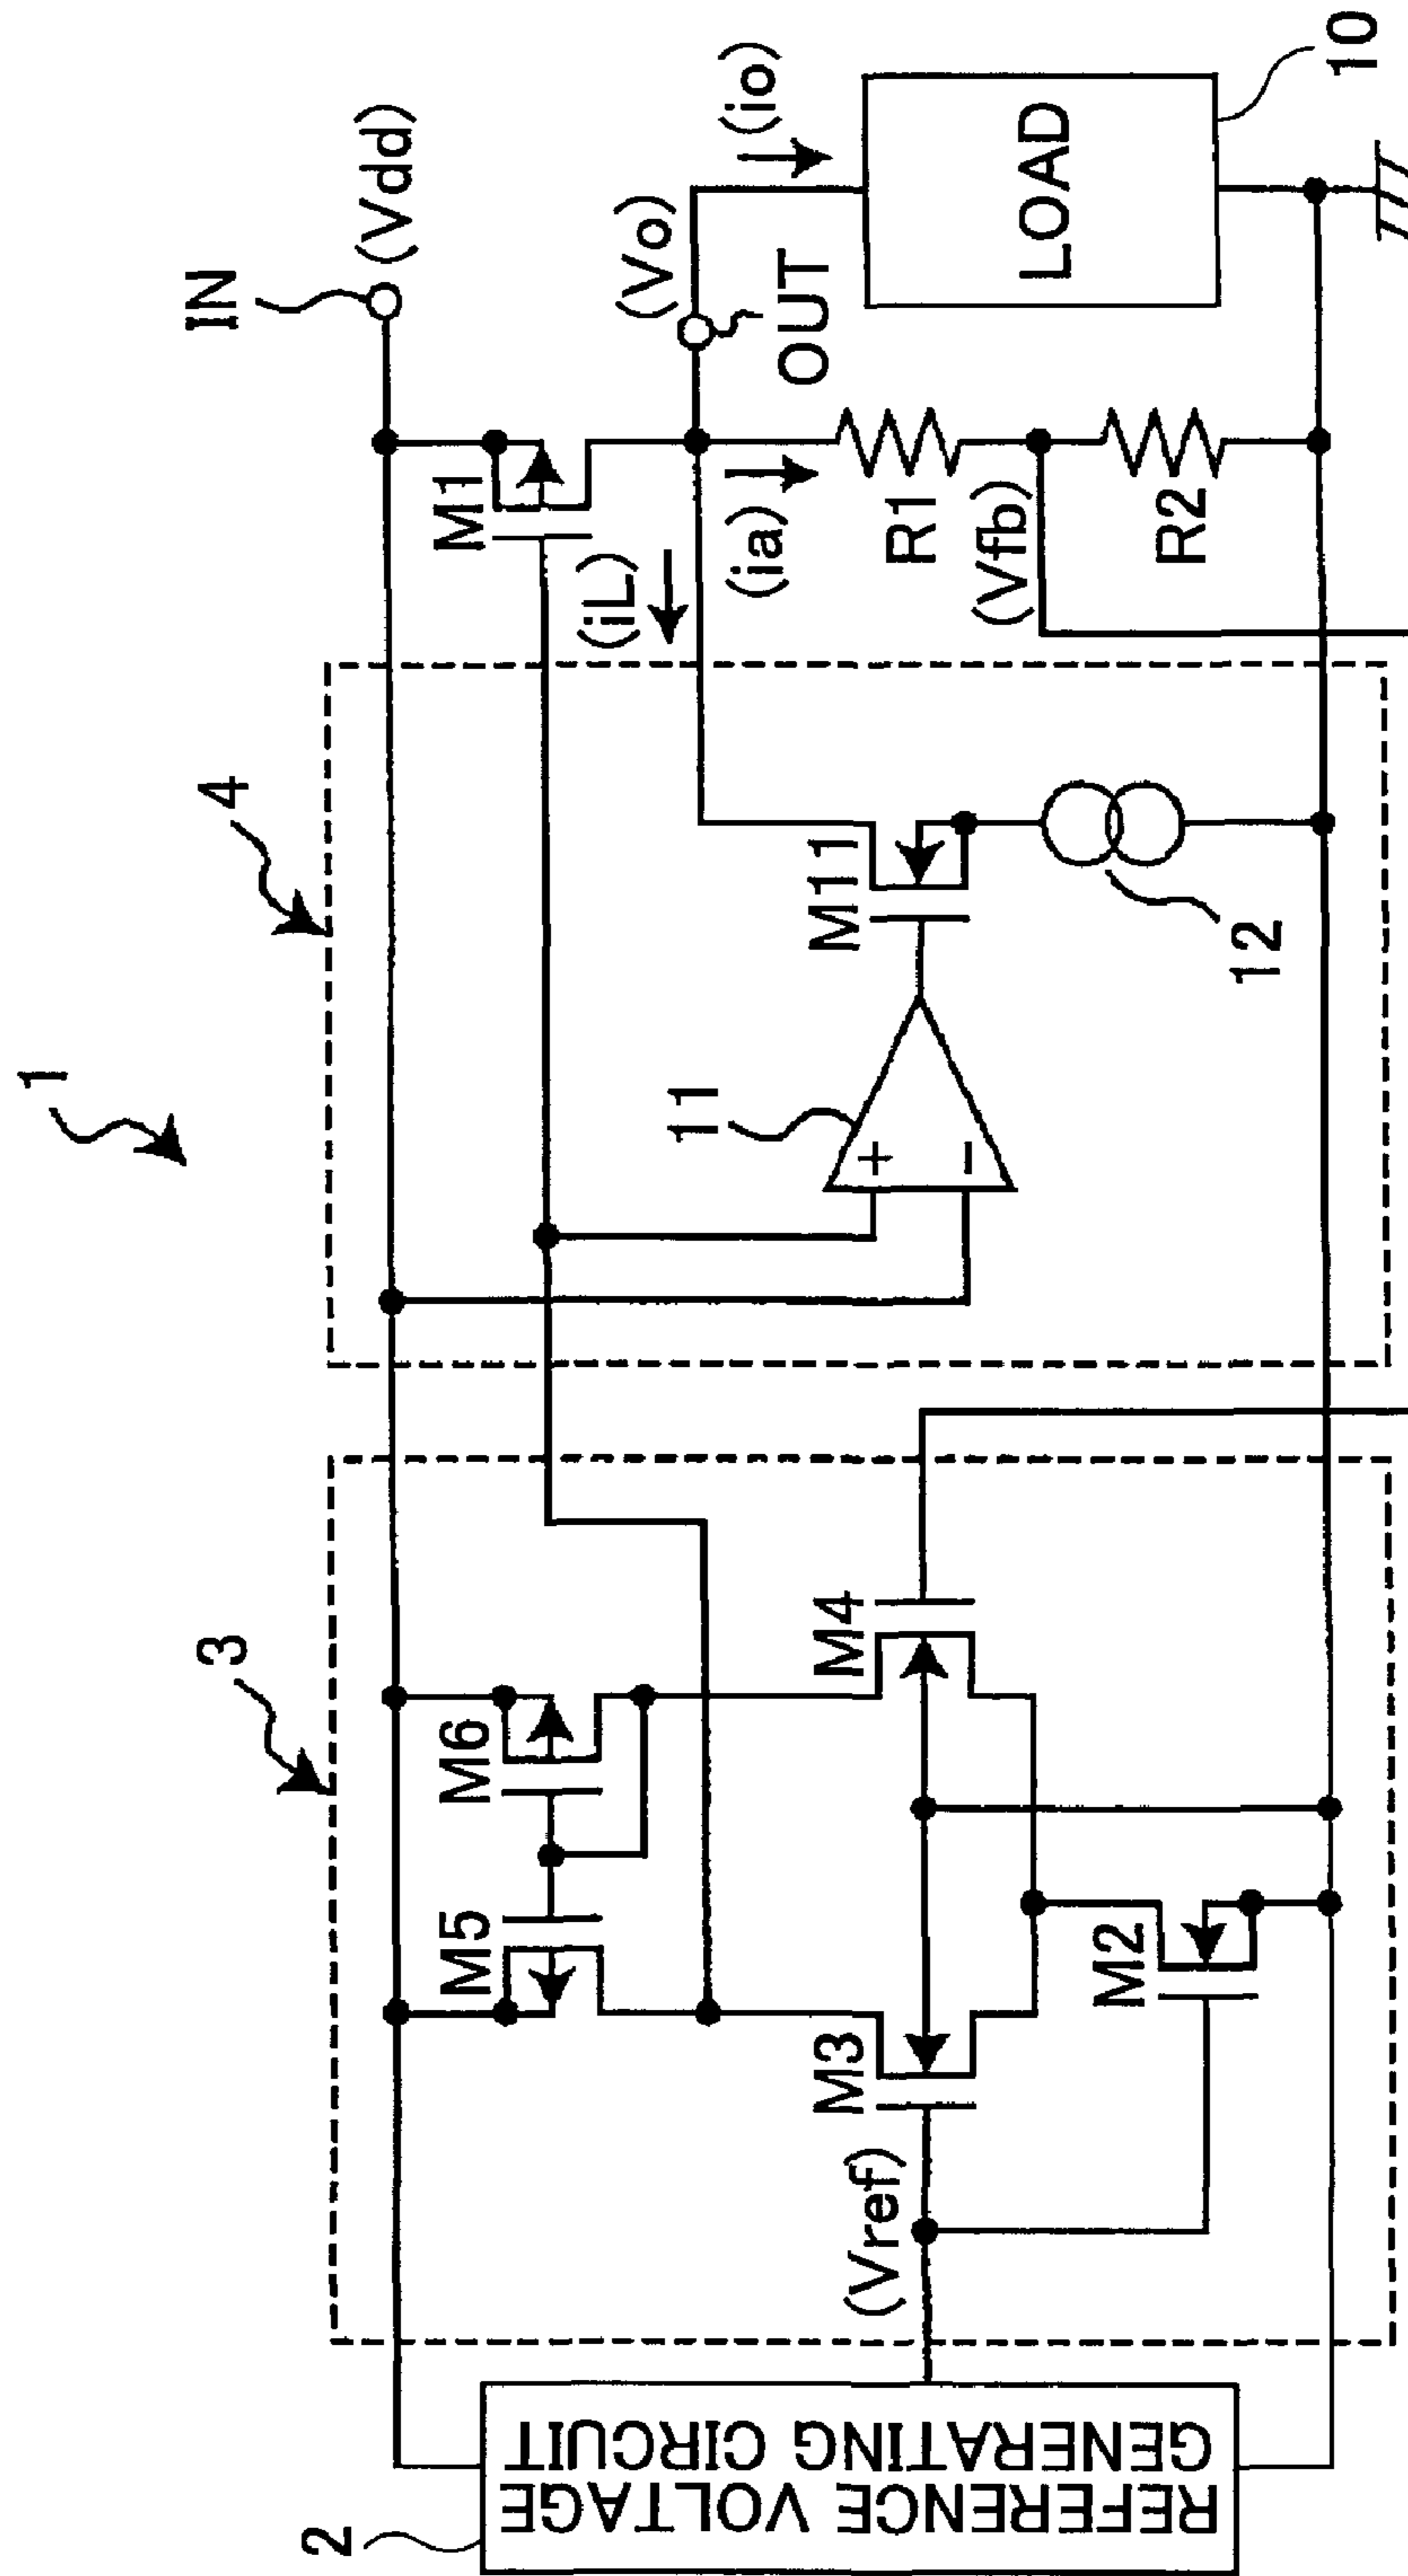 1
IN
(Vdd)
4
3
M1
(iL)
(Vo)
(io)
OUT
(ia)
R1
(Vfb)
R2
LOAD
10
M11
11
+
-
12
M5
M6
M3
M4
M2
(Vref)
2
REFERENCE VOLTAGE
GENERATING CIRCUIT